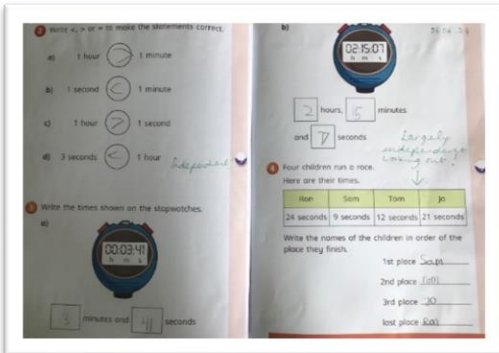 2 Write <, > or = to make the statements correct.
a) 1 hour > 1 minute
b) 1 second < 1 minute
c) 1 hour > 1 second
d) 3 seconds < 1 hour
Independent
3 Write the times shown on the stopwatches.
a)
00:03:41
h m s
3 minutes and 41 seconds
b)
02:15:07
h m s
2 hours, 15 minutes
and 7 seconds
Largely
independent
working out.
4 Four children run a race.
Here are their times.
Ron Sam Tom Jo
24 seconds 9 seconds 12 seconds 21 seconds
Write the names of the children in order of the
place they finish.
1st place Sam
2nd place Tom
3rd place Jo
last place Ron